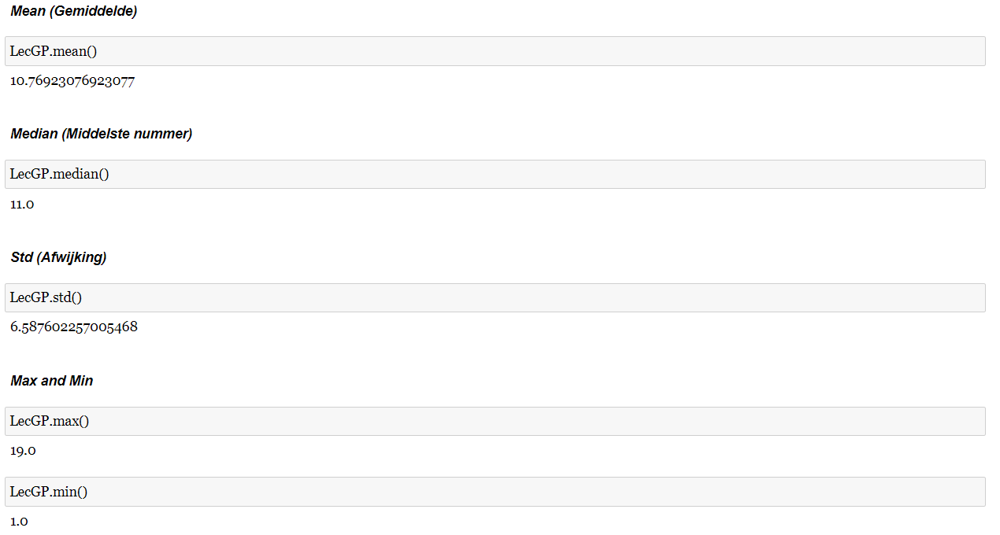 Mean (Gemiddelde)
LecGP.mean()
10.76923076923077
Median (Middelste nummer)
LecGP.median()
11.0
Std (Afwijking)
LecGP.std()
6.587602257005468
Max and Min
LecGP.max()
19.0
LecGP.min()
1.0